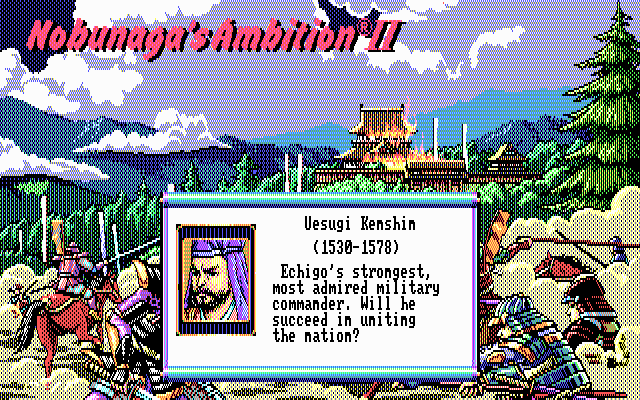 Nobunaga's Ambition® II
Uesugi Kenshin
(1530-1578)
Echigo's strongest,
most admired military
commander. Will he
succeed in uniting
the nation?